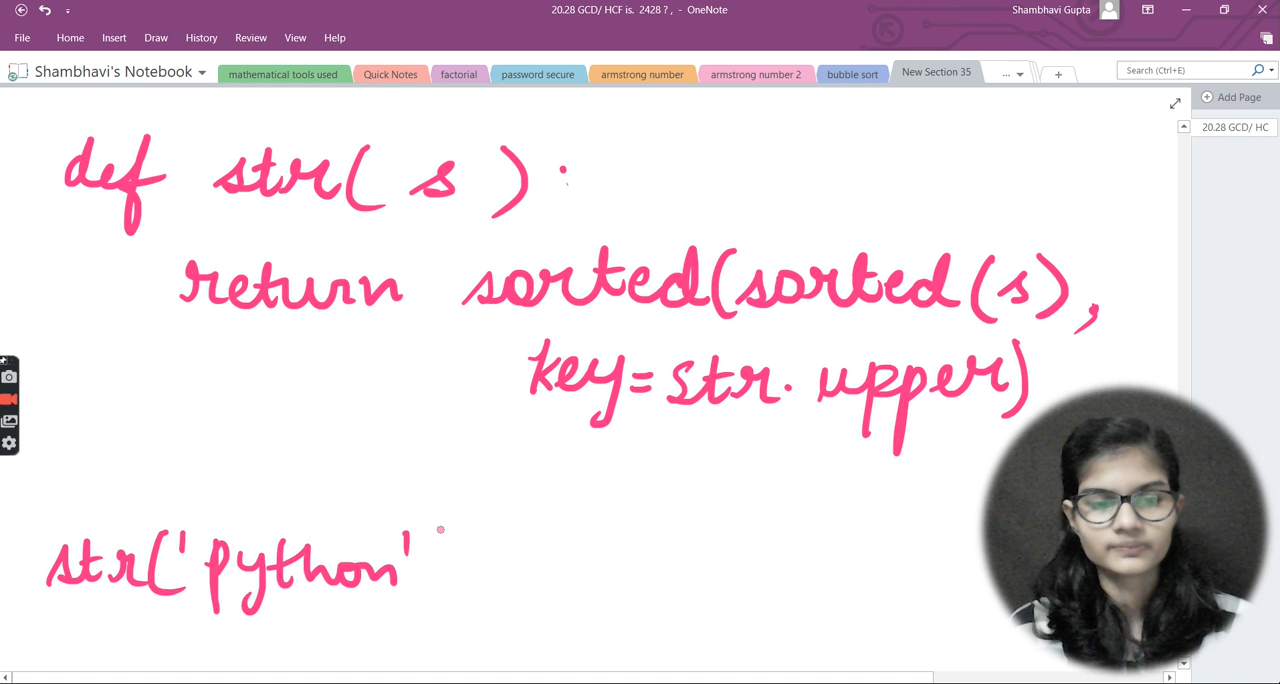 20.28 GCD/ HCF is. 2428 ? , - OneNote
Shambhavi Gupta
File Home Insert Draw History Review View Help
Shambhavi's Notebook
mathematical tools used Quick Notes factorial password secure armstrong number armstrong number 2 bubble sort New Section 35 ... +
Search (Ctrl+E)
Add Page
20.28 GCD/ HC
def str( s ) :
return sorted(sorted(s),
key=str.upper)
str('python'